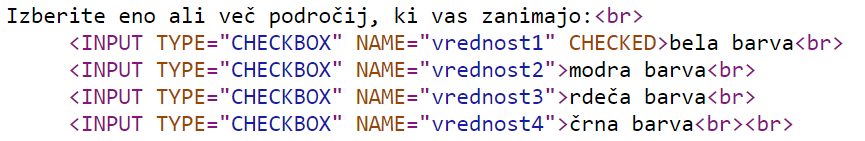 Izberite eno ali več področij, ki vas zanimajo:<br>
<INPUT TYPE="CHECKBOX" NAME="vrednost1" CHECKED>bela barva<br>
<INPUT TYPE="CHECKBOX" NAME="vrednost2">modra barva<br>
<INPUT TYPE="CHECKBOX" NAME="vrednost3">rdeča barva<br>
<INPUT TYPE="CHECKBOX" NAME="vrednost4">črna barva<br><br>